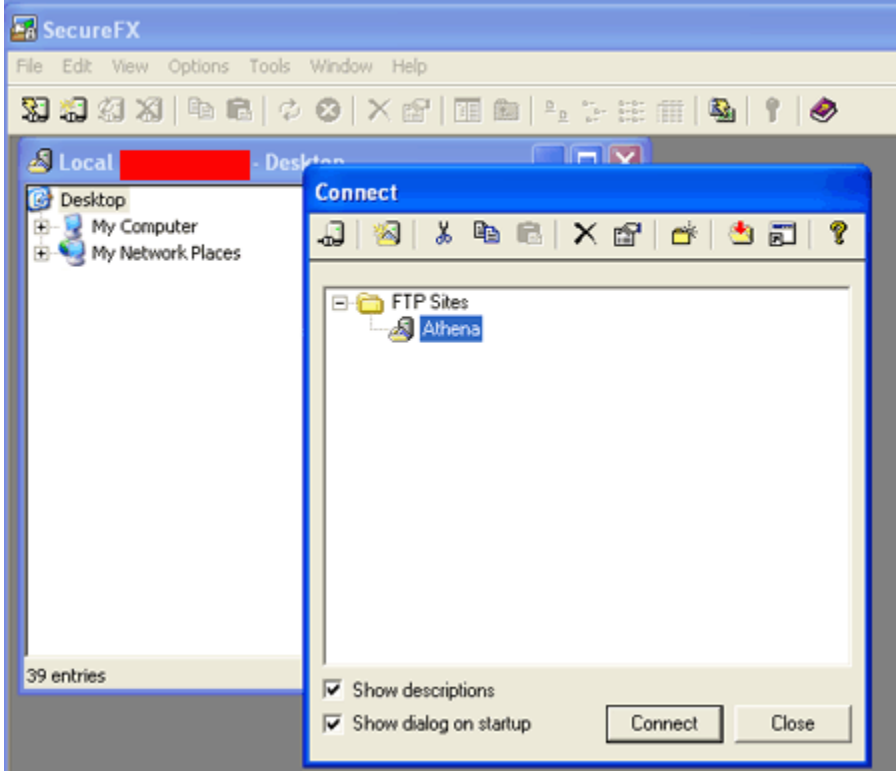 SecureFX
File Edit View Options Tools Window Help
Local - Desktop
Desktop
My Computer
My Network Places
39 entries
Connect
FTP Sites
Athena
Show descriptions
Show dialog on startup
Connect Close